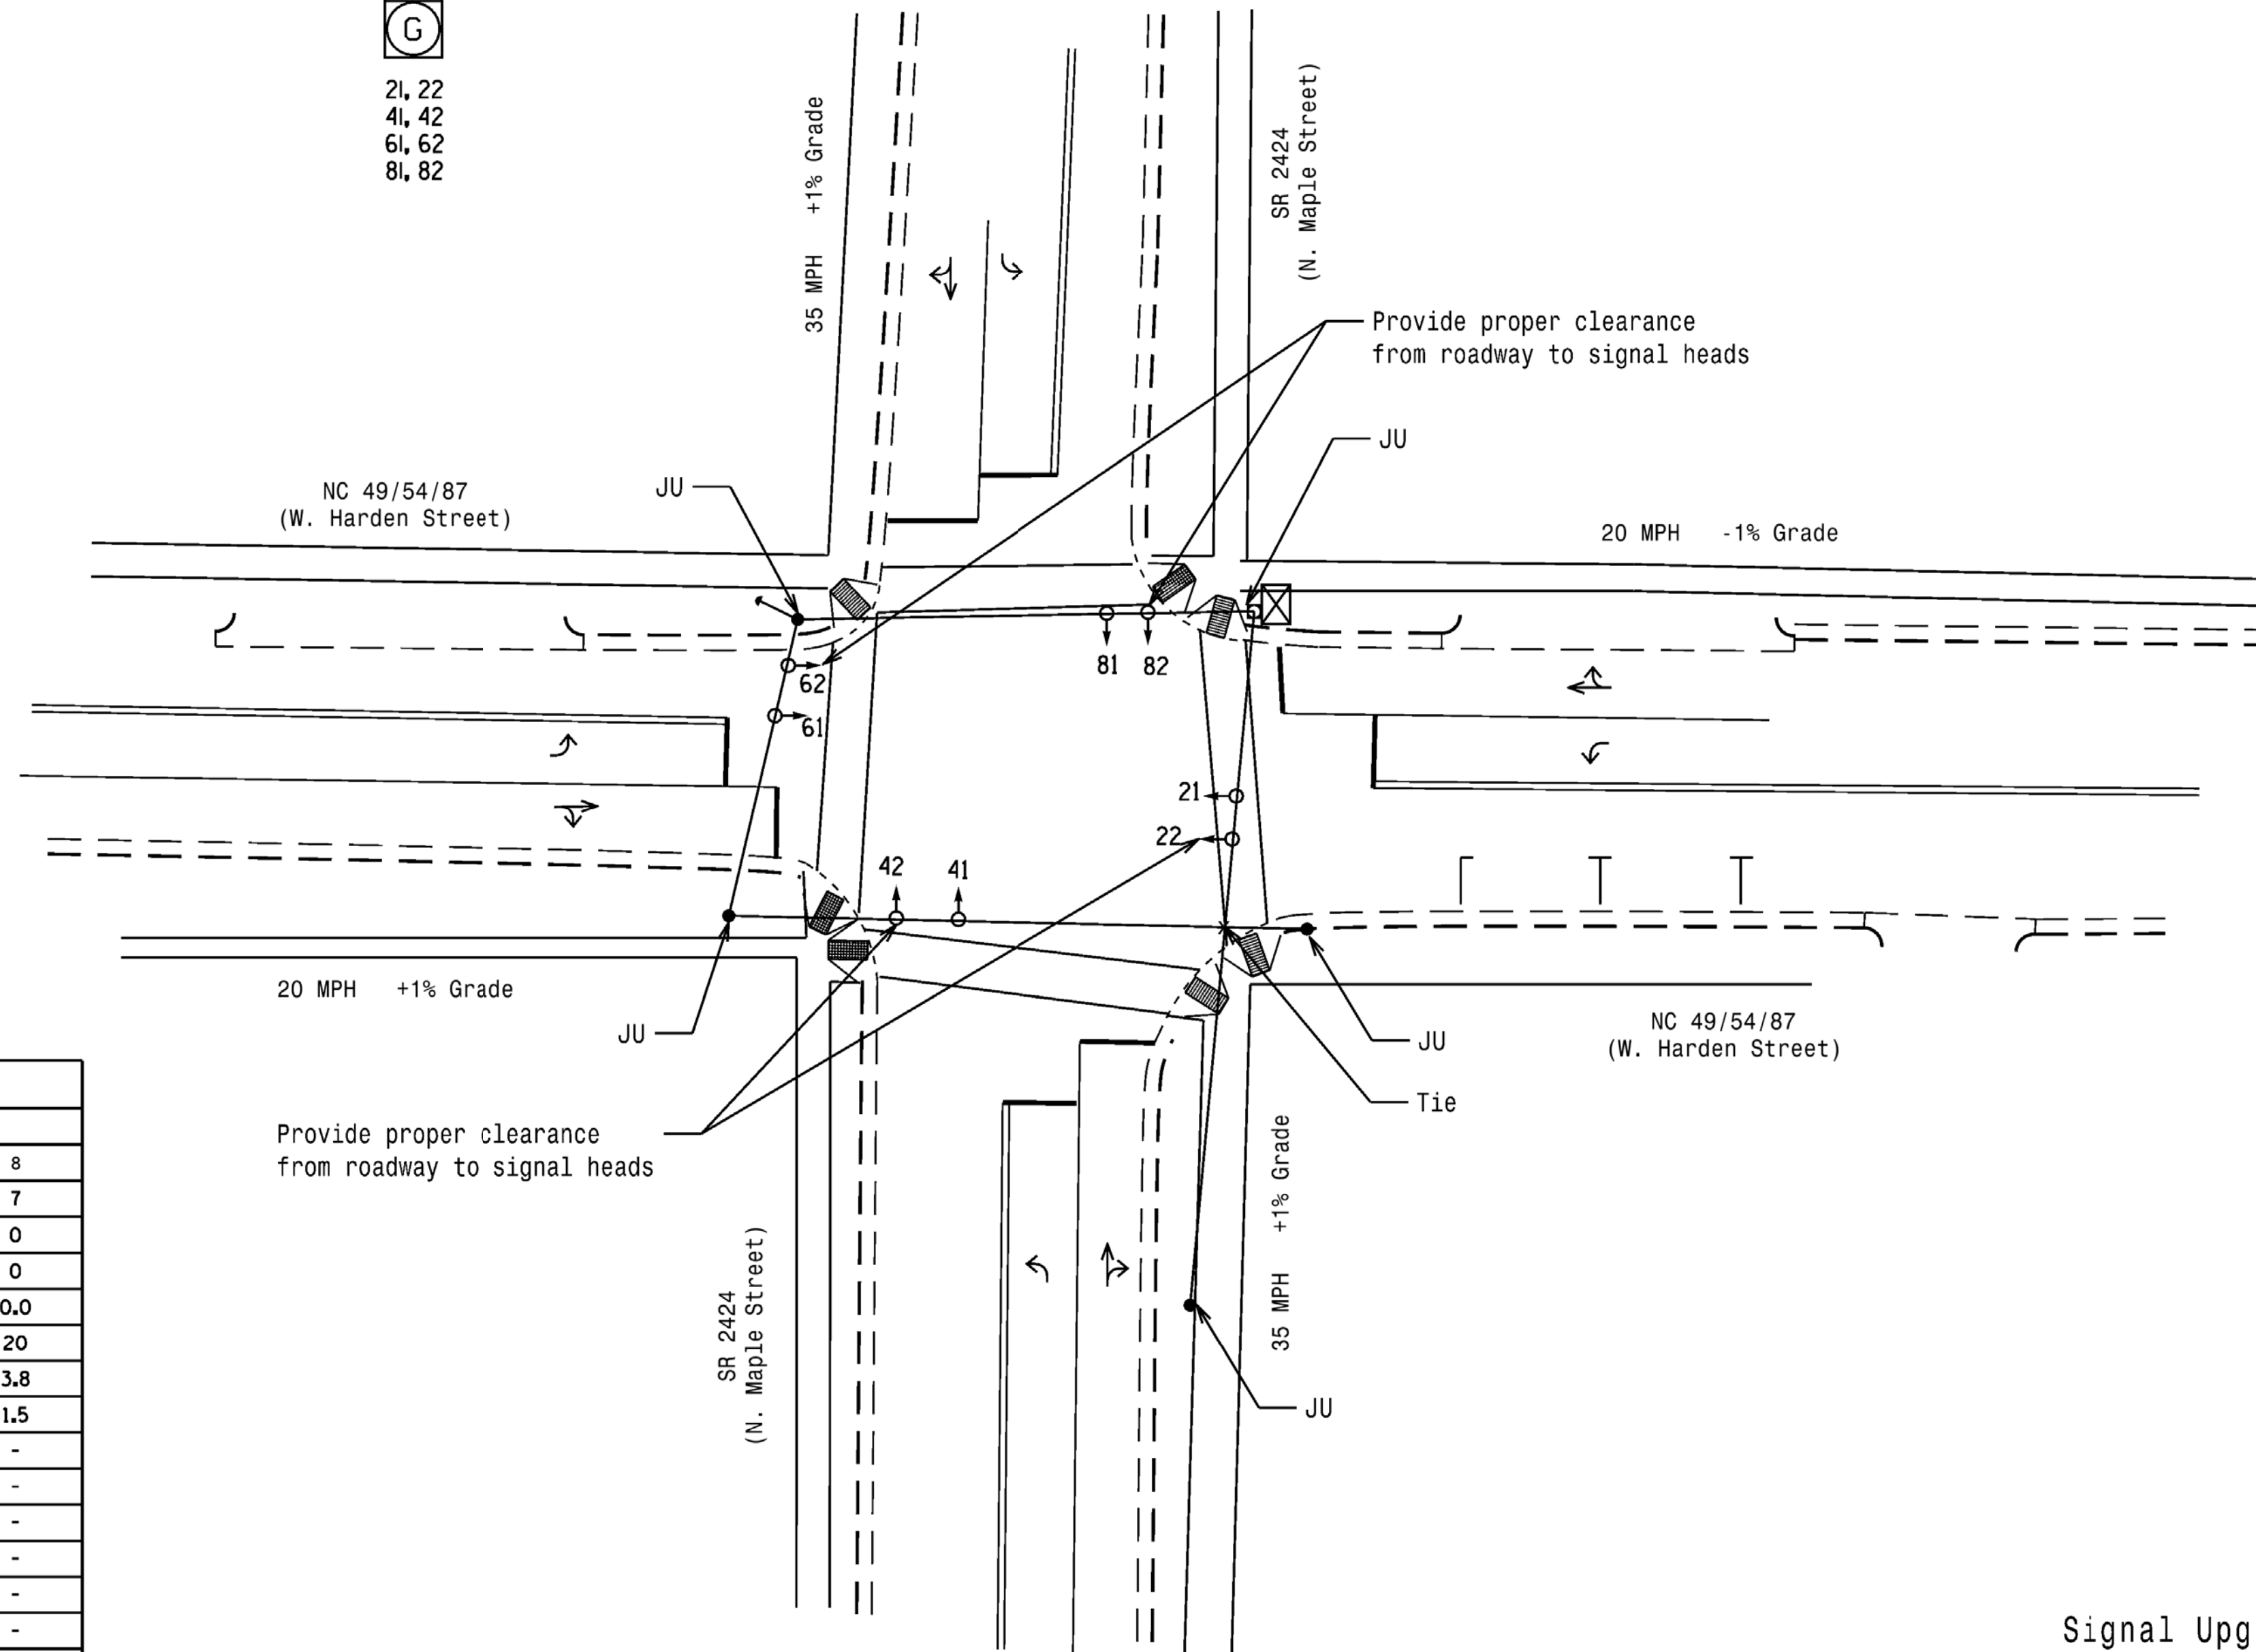 G
21, 22
41, 42
61, 62
81, 82
35 MPH +1% Grade
SR 2424
(N. Maple Street)
Provide proper clearance
from roadway to signal heads
JU
JU
NC 49/54/87
(W. Harden Street)
20 MPH -1% Grade
81 82
62
61
21
22
42 41
20 MPH +1% Grade
JU
JU
NC 49/54/87
(W. Harden Street)
Tie
Provide proper clearance
from roadway to signal heads
35 MPH +1% Grade
SR 2424
(N. Maple Street)
JU
8
7
0
0
0.0
20
3.8
1.5
-
-
-
-
-
-
Signal Upg